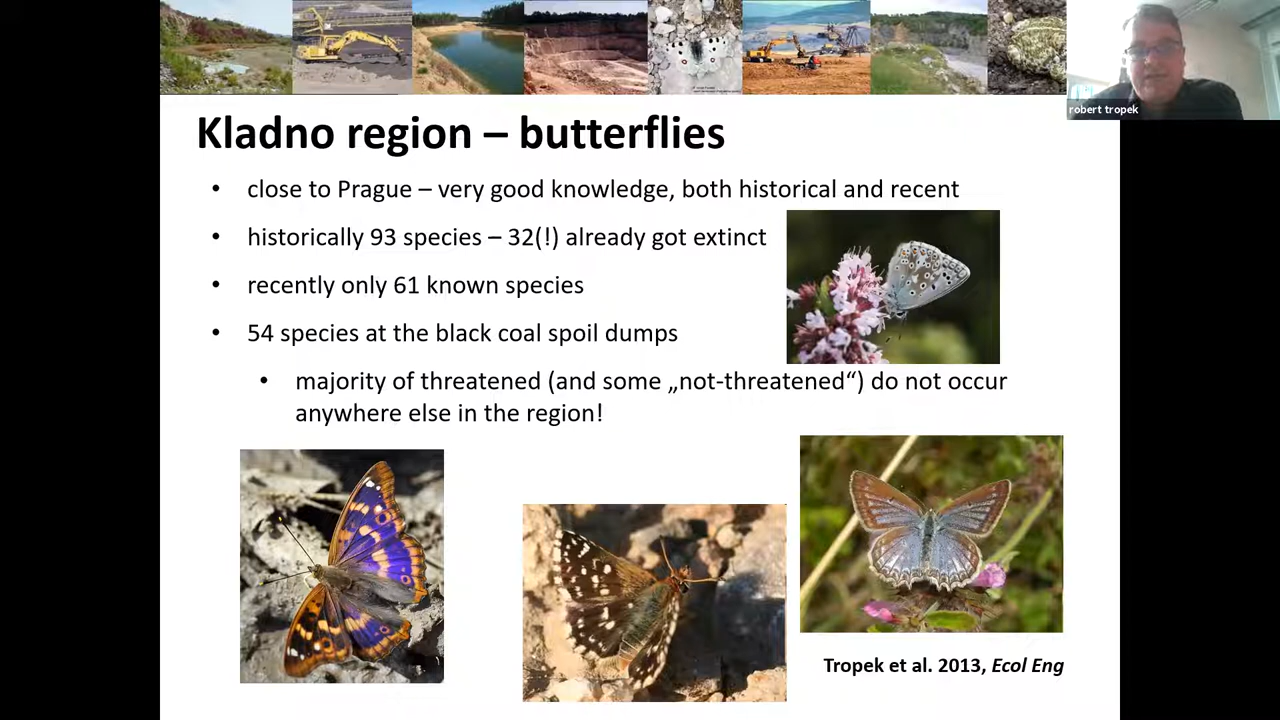 robert tropek
Kladno region – butterflies
• close to Prague – very good knowledge, both historical and recent
• historically 93 species – 32(!) already got extinct
• recently only 61 known species
• 54 species at the black coal spoil dumps
• majority of threatened (and some „not-threatened“) do not occur
anywhere else in the region!
Tropek et al. 2013, Ecol Eng